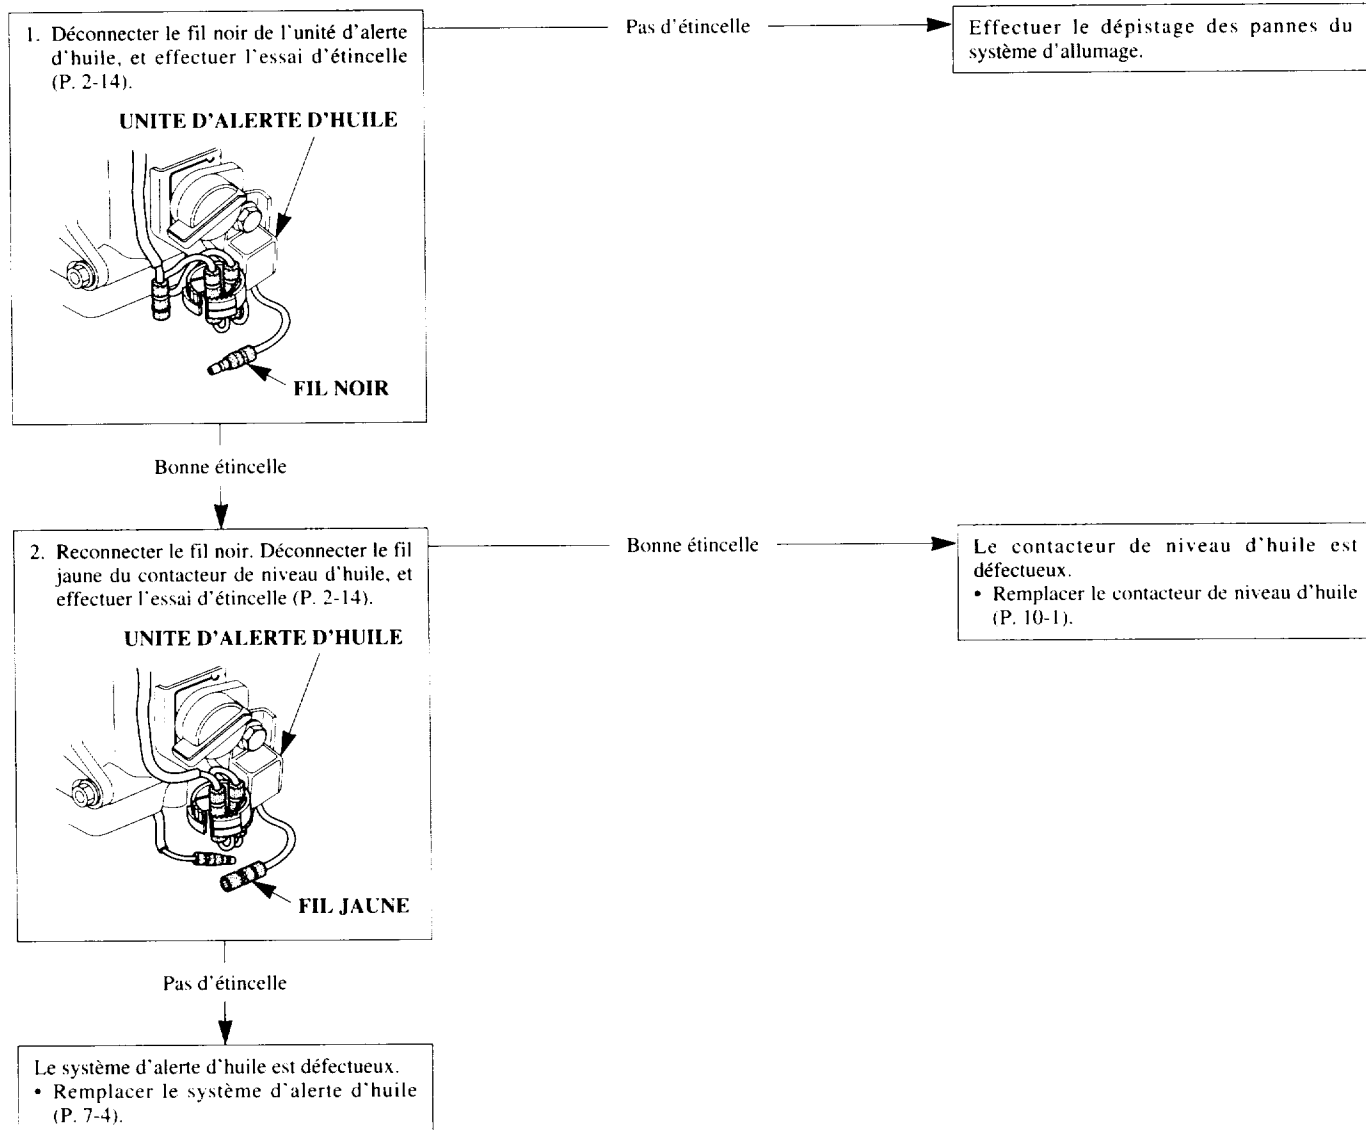 1. Déconnecter le fil noir de l'unité d'alerte
d'huile, et effectuer l'essai d'étincelle
(P. 2-14).
UNITE D'ALERTE D'HUILE
FIL NOIR
Pas d'étincelle
Effectuer le dépistage des pannes du
système d'allumage.
Bonne étincelle
2. Reconnecter le fil noir. Déconnecter le fil
jaune du contacteur de niveau d'huile, et
effectuer l'essai d'étincelle (P. 2-14).
UNITE D'ALERTE D'HUILE
FIL JAUNE
Bonne étincelle
Le contacteur de niveau d'huile est
défectueux.
• Remplacer le contacteur de niveau d'huile
(P. 10-1).
Pas d'étincelle
Le système d'alerte d'huile est défectueux.
• Remplacer le système d'alerte d'huile
(P. 7-4).